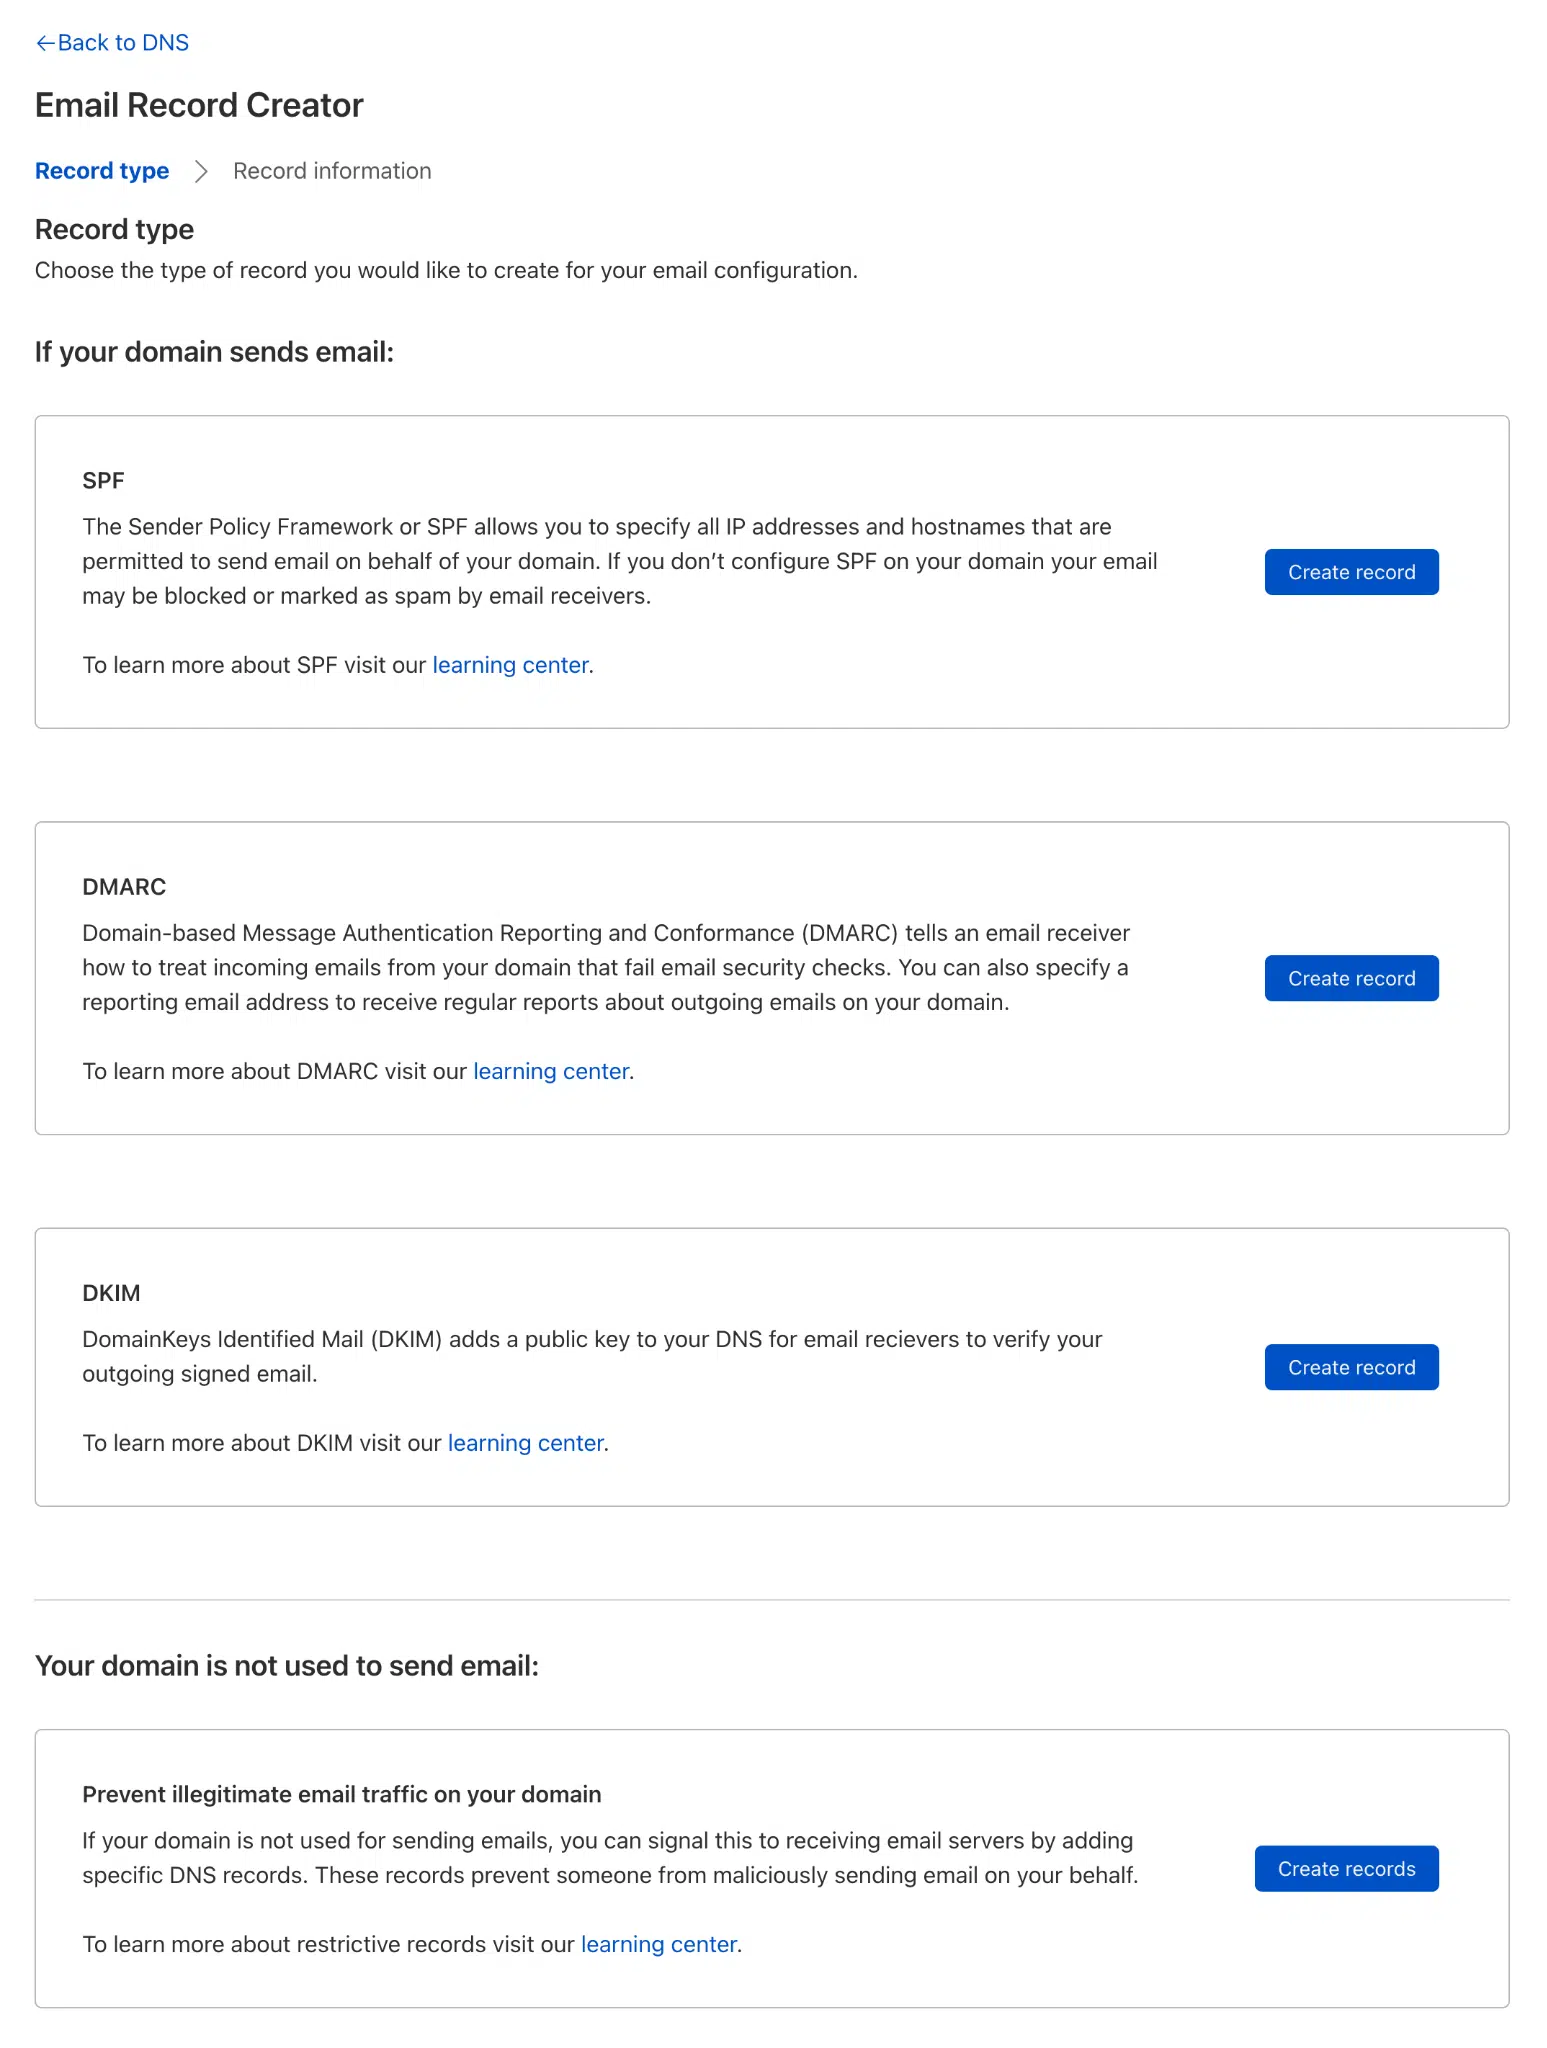 ←Back to DNS
Email Record Creator
Record type > Record information
Record type
Choose the type of record you would like to create for your email configuration.
If your domain sends email:
SPF
The Sender Policy Framework or SPF allows you to specify all IP addresses and hostnames that are
permitted to send email on behalf of your domain. If you don’t configure SPF on your domain your email
may be blocked or marked as spam by email receivers.
Create record
To learn more about SPF visit our learning center.
DMARC
Domain-based Message Authentication Reporting and Conformance (DMARC) tells an email receiver
how to treat incoming emails from your domain that fail email security checks. You can also specify a
reporting email address to receive regular reports about outgoing emails on your domain.
Create record
To learn more about DMARC visit our learning center.
DKIM
DomainKeys Identified Mail (DKIM) adds a public key to your DNS for email recievers to verify your
outgoing signed email.
Create record
To learn more about DKIM visit our learning center.
Your domain is not used to send email:
Prevent illegitimate email traffic on your domain
If your domain is not used for sending emails, you can signal this to receiving email servers by adding
specific DNS records. These records prevent someone from maliciously sending email on your behalf.
Create records
To learn more about restrictive records visit our learning center.